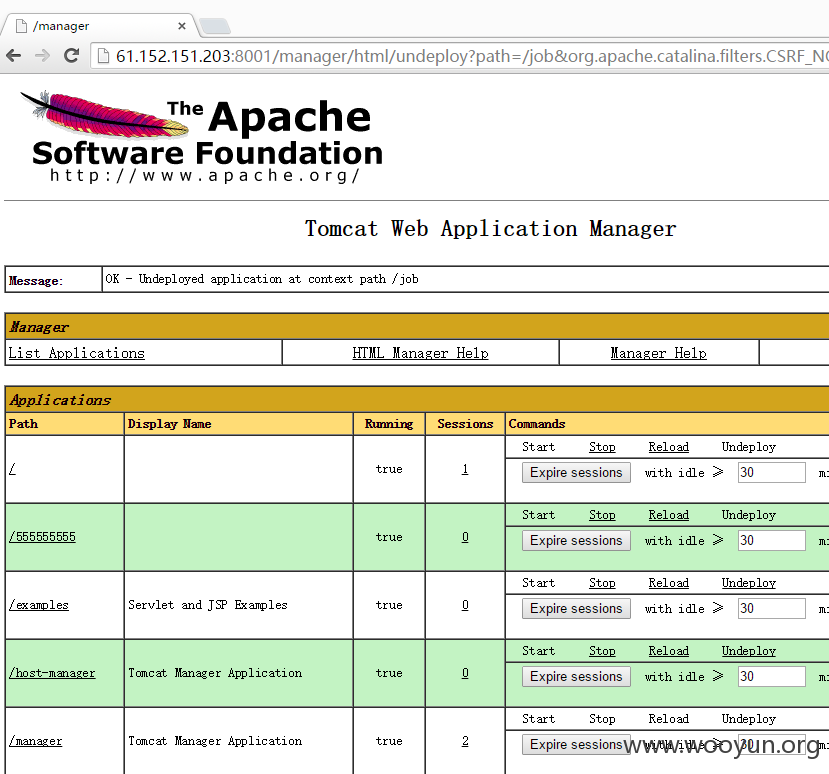 /manager
61.152.151.203:8001/manager/html/undeploy?path=/job&org.apache.catalina.filters.CSRF_NO
The Apache
Software Foundation
http://www.apache.org/
Tomcat Web Application Manager
Message: OK - Undeployed application at context path /job
Manager
List Applications HTML Manager Help Manager Help
Applications
Path Display Name Running Sessions Commands
Start Stop Reload Undeploy
/ true 1
Expire sessions with idle ≥ 30
Start Stop Reload Undeploy
/555555555 true 0
Expire sessions with idle ≥ 30
Start Stop Reload Undeploy
/examples Servlet and JSP Examples true 0
Expire sessions with idle ≥ 30
Start Stop Reload Undeploy
/host-manager Tomcat Manager Application true 0
Expire sessions with idle ≥ 30
Start Stop Reload Undeploy
/manager Tomcat Manager Application true 2
Expire sessions with idle ≥ 30
www.wooyun.org